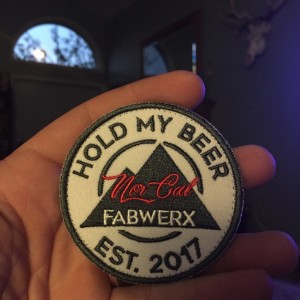 HOLD MY BEER
Nor-Cal
FABWERX
EST. 2017